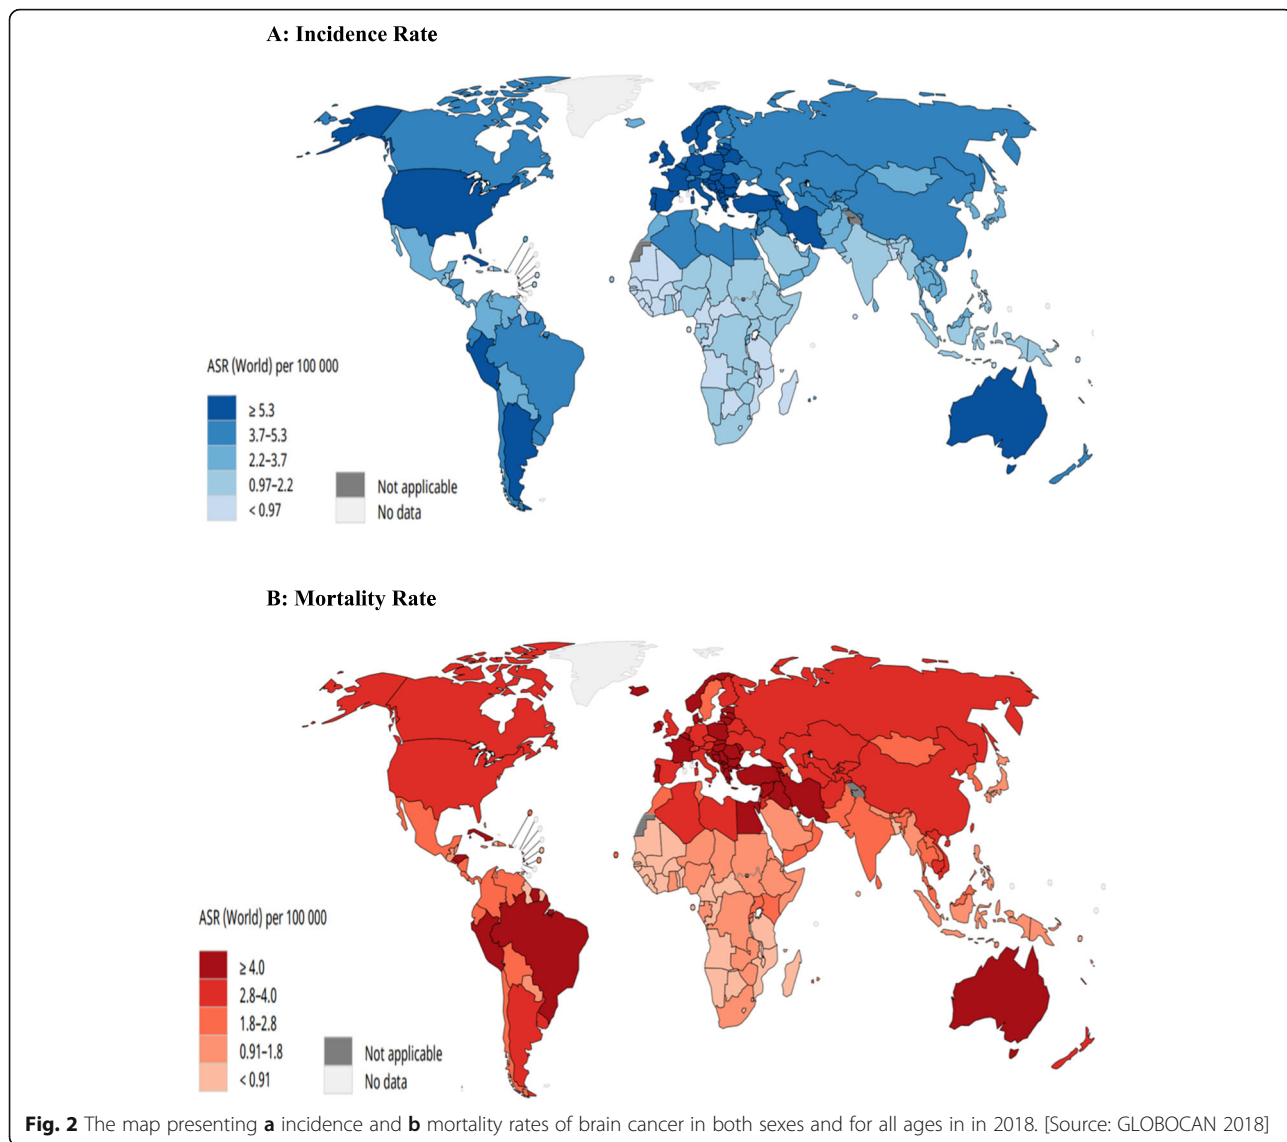 A: Incidence Rate
ASR (World) per 100 000
≥ 5.3
3.7–5.3
2.2–3.7
0.97–2.2
< 0.97
Not applicable
No data
B: Mortality Rate
ASR (World) per 100 000
≥ 4.0
2.8–4.0
1.8–2.8
0.91–1.8
< 0.91
Not applicable
No data
Fig. 2 The map presenting a incidence and b mortality rates of brain cancer in both sexes and for all ages in in 2018. [Source: GLOBOCAN 2018]